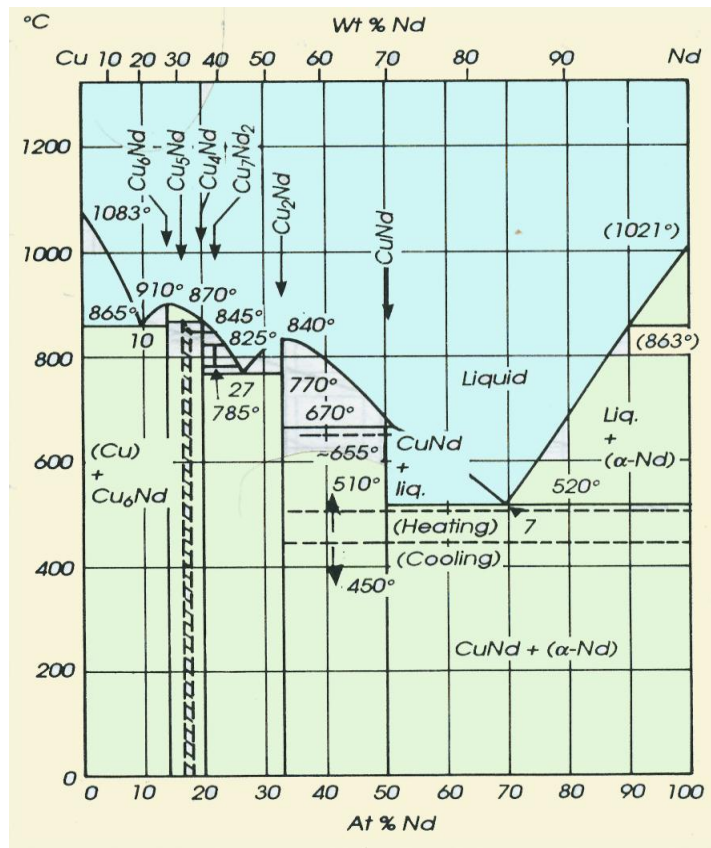 °C
Wt % Nd
Cu 10 20 30 40 50 60 70 80 90 Nd
1200
1000
800
600
400
200
0
Cu₆Nd
Cu₅Nd
Cu₄Nd
Cu₇Nd₂
Cu₂Nd
CuNd
1083°
(1021°)
910° 870°
865°
845°
825°
840°
10
27
785°
770°
670°
(863°)
Liquid
Liq.
+
(α-Nd)
(Cu)
+
Cu₆Nd
CuNd
+
liq.
~655°
510°
520°
(Heating) 7
(Cooling)
450°
CuNd + (α-Nd)
0 10 20 30 40 50 60 70 80 90 100
At % Nd